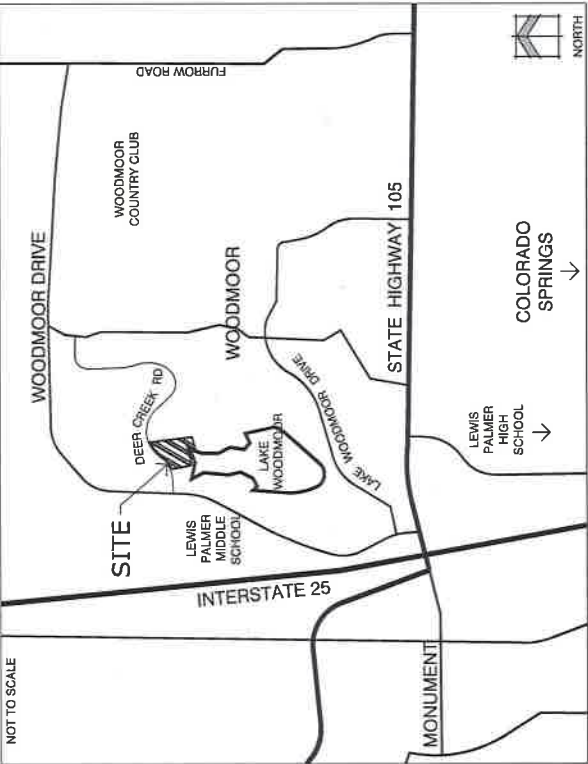 NOT TO SCALE
NORTH
FURROW ROAD
WOODMOOR
COUNTRY CLUB
WOODMOOR DRIVE
WOODMOOR
DEER CREEK RD
SITE
LAKE
WOODMOOR
LAKE WOODMOOR DRIVE
LEWIS
PALMER
MIDDLE
SCHOOL
STATE HIGHWAY 105
COLORADO
SPRINGS
LEWIS
PALMER
HIGH
SCHOOL
INTERSTATE 25
MONUMENT